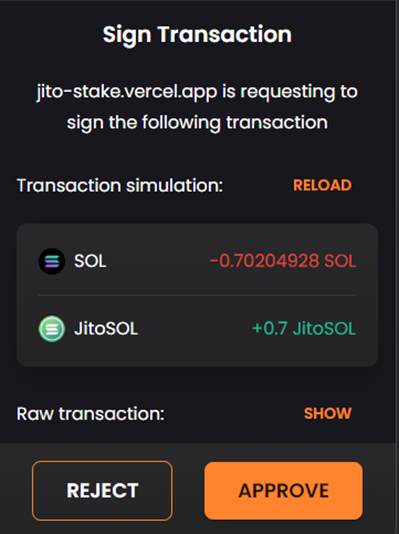 Sign Transaction
jito-stake.vercel.app is requesting to
sign the following transaction
Transaction simulation: RELOAD
SOL -0.70204928 SOL
JitoSOL +0.7 JitoSOL
Raw transaction: SHOW
REJECT APPROVE